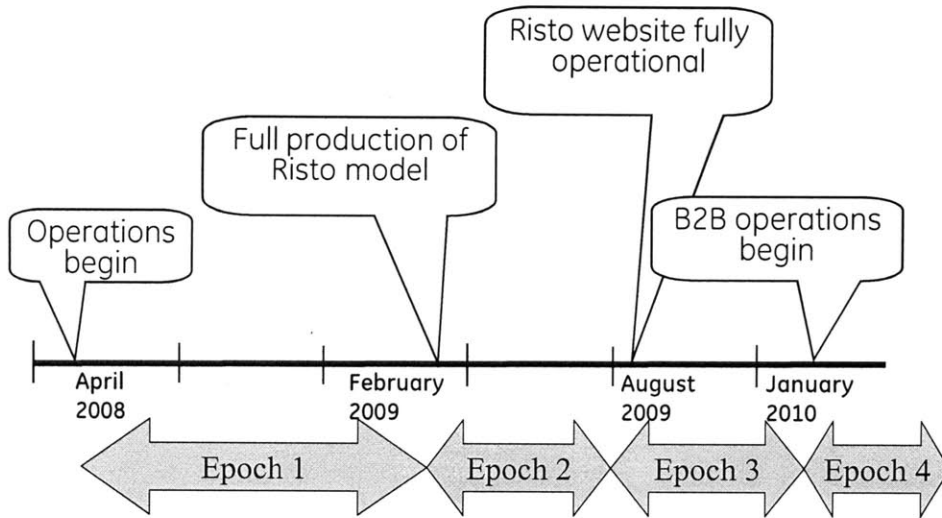 Risto website fully
operational
Full production of
Risto model
Operations
begin
B2B operations
begin
April
2008
February
2009
August
2009
January
2010
Epoch 1
Epoch 2
Epoch 3
Epoch 4